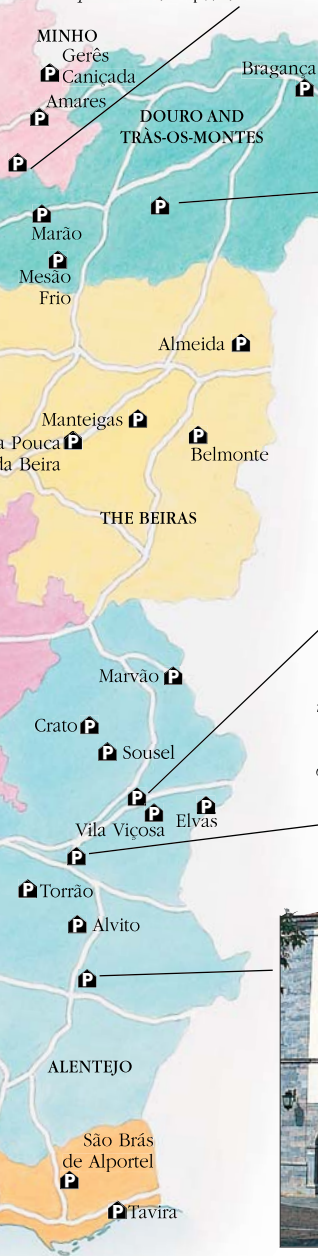 MINHO
Gerês
Caniçada
Bragança
Amares
DOURO AND
TRÀS-OS-MONTES
Marão
Mesão
Frio
Almeida
Manteigas
a Pouca
da Beira
Belmonte
THE BEIRAS
Marvão
Crato
Sousel
Vila Viçosa
Elvas
Torrão
Alvito
ALENTEJO
São Brás
de Alportel
Tavira